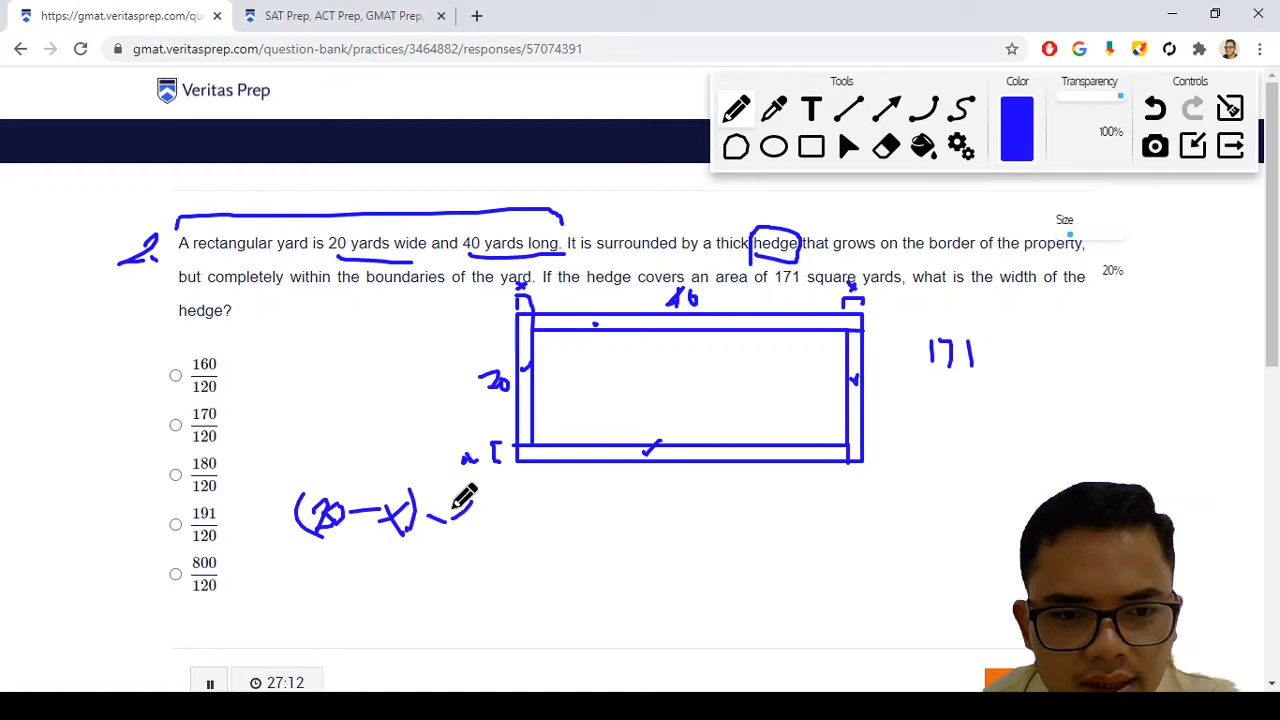 https://gmat.veritasprep.com/qu
SAT Prep, ACT Prep, GMAT Prep,
gmat.veritasprep.com/question-bank/practices/3464882/responses/57074391
Veritas Prep
Tools
Color
Transparency
Controls
100%
Size
20%
2.
A rectangular yard is 20 yards wide and 40 yards long. It is surrounded by a thick hedge that grows on the border of the property,
but completely within the boundaries of the yard. If the hedge covers an area of 171 square yards, what is the width of the
hedge?
x
40
x
160
120
170
120
180
120
191
120
800
120
171
20
x
(20 - x)
27:12